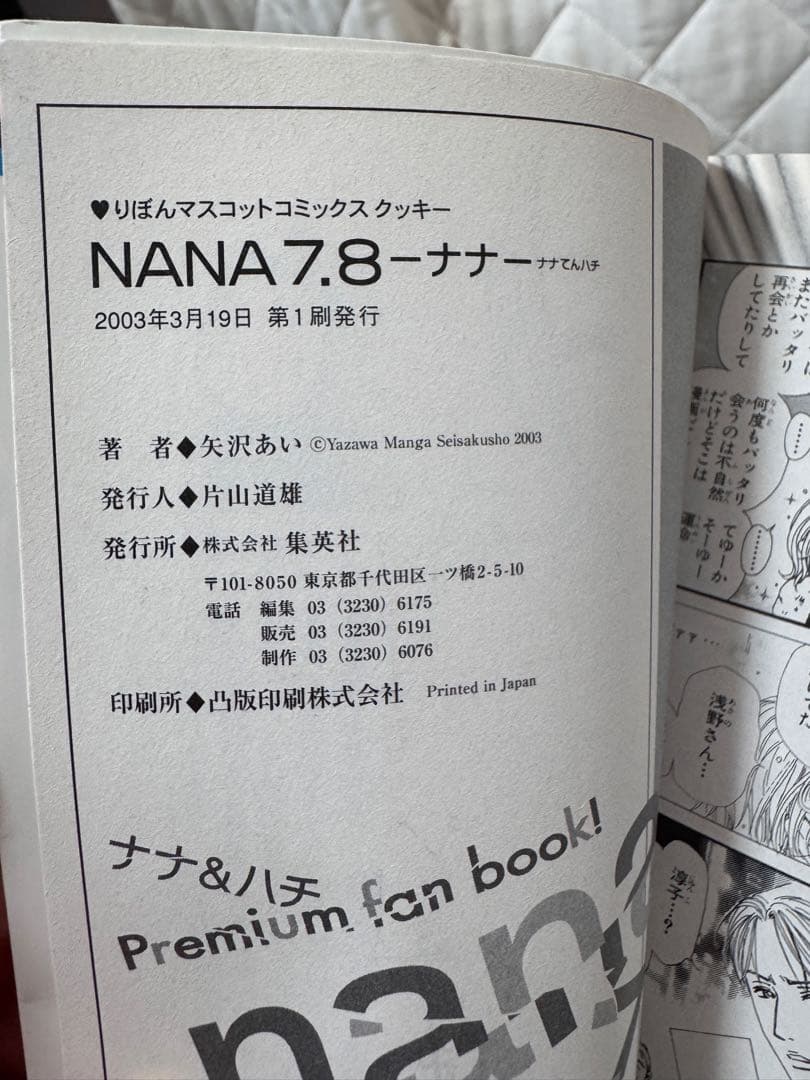 ♥りぼんマスコットコミックス クッキー
NANA 7.8 −ナナー ナナてんハチ
2003年3月19日 第1刷発行
著 者◆矢沢あい ©Yazawa Manga Seisakusho 2003
発行人◆片山道雄
発行所◆株式会社 集英社
〒101-8050 東京都千代田区一ツ橋2-5-10
電話 編集 03 (3230) 6175
販売 03 (3230) 6191
制作 03 (3230) 6076
印刷所◆凸版印刷株式会社 Printed in Japan
ナナ&ハチ
Premium fan book!
nana
再会とか
してたりして
何度もバッタリ
会うのは不自然
だけどそこは
……
てゆーか
そーゆー
……
浅野さん…
淳子…?